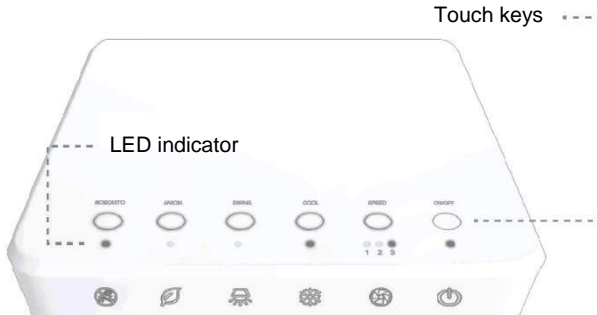 Touch keys
LED indicator
MOSQUITO ANION SWING COOL SPEED ON/OFF
1 2 3